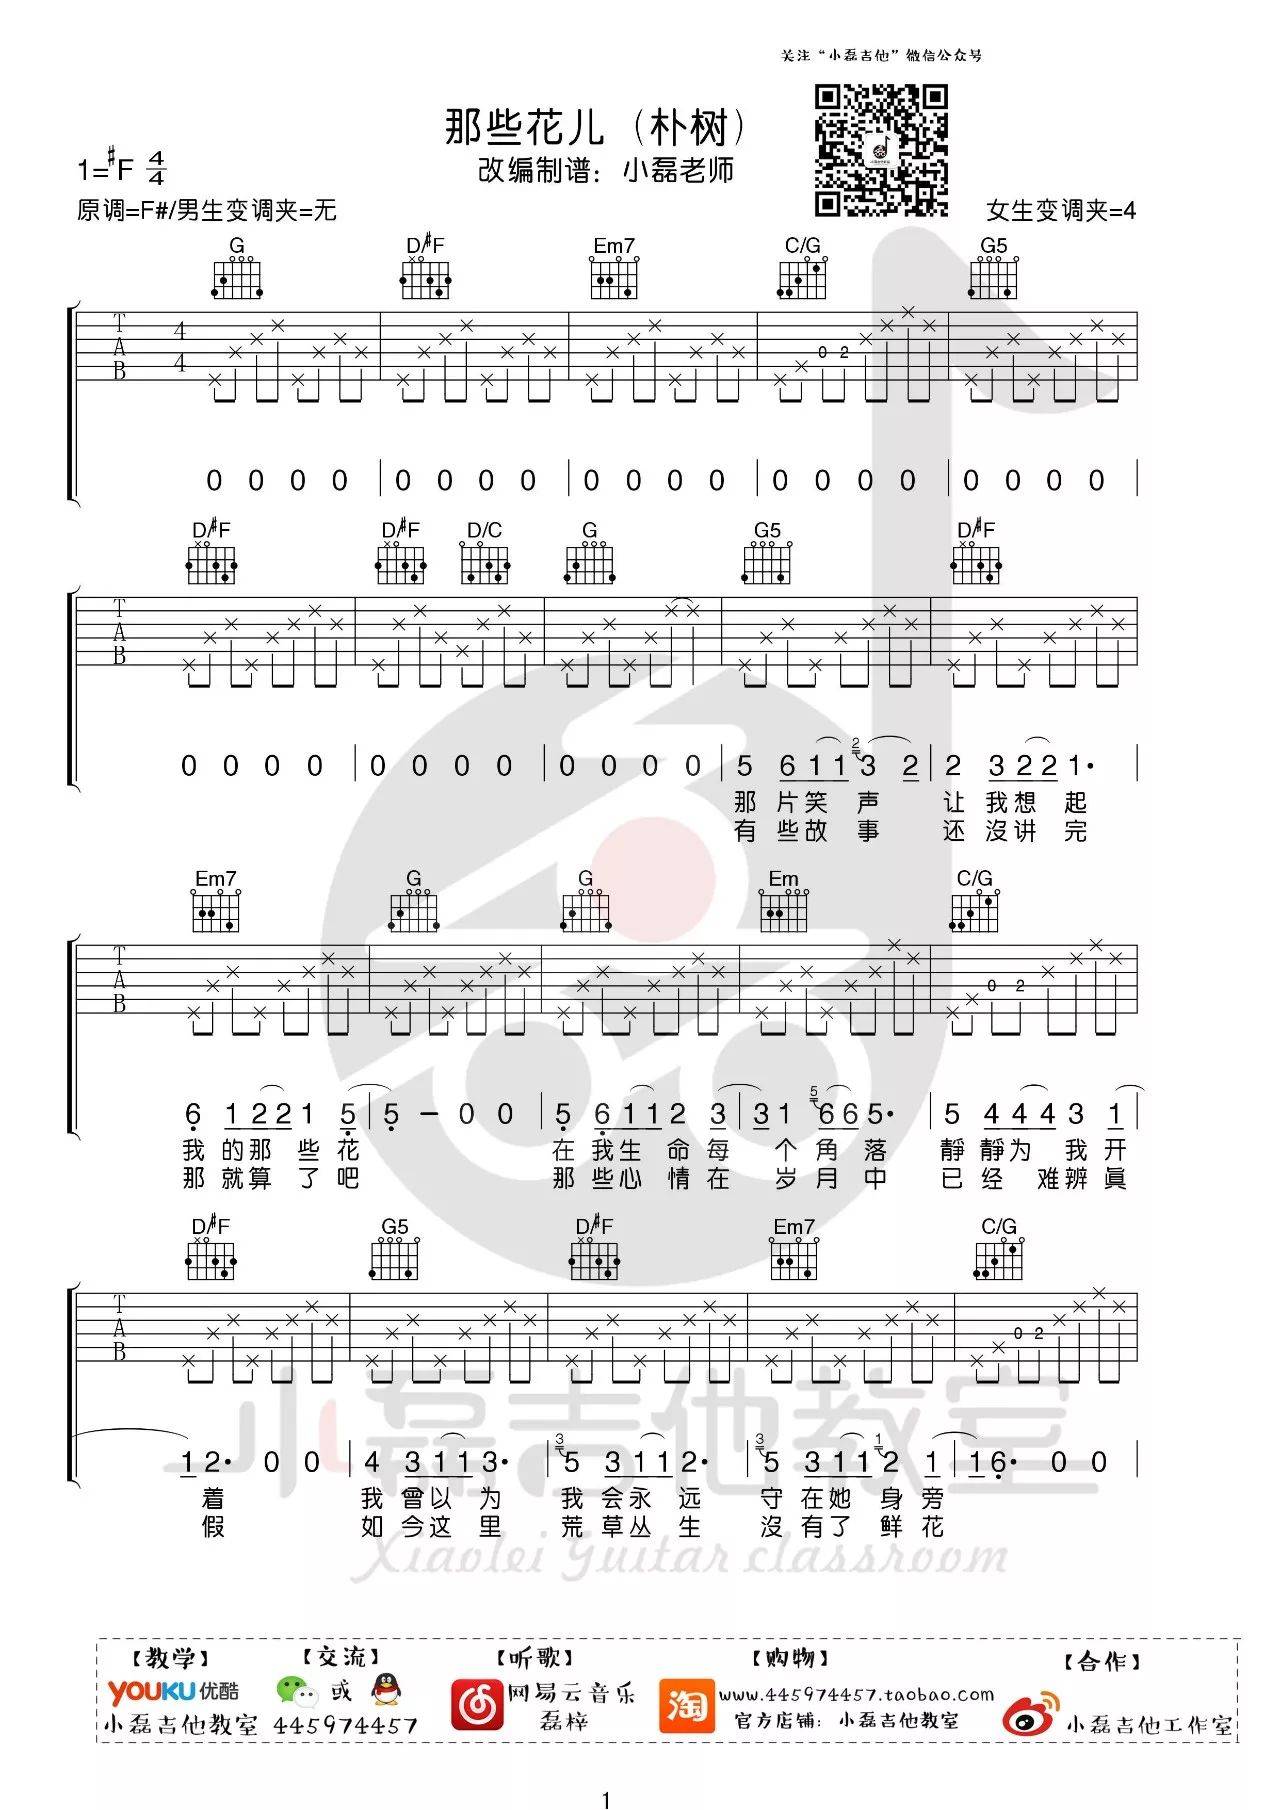 关注“小磊吉他”微信公众号
那些花儿（朴树）
1=#F 4/4
改编制谱：小磊老师
原调=F#/男生变调夹=无
女生变调夹=4
G D/#F Em7 C/G G5
T A B 4 4 0 2
0 0 0 0 | 0 0 0 0 | 0 0 0 0 | 0 0 0 0 | 0 0 0 0 |
D/#F D/#F D/C G G5 D/#F
T A B
0 0 0 0 | 0 0 0 0 | 0 0 0 0 | 5 6 1 1 2 3 2 | 2 3 2 2 1· |
那 片 笑 声 让 我 想 起
有 些 故 事 还 沒 讲 完
Em7 G G Em C/G
T A B 0 2
6 1 2 2 1 5 | 5 – 0 0 | 5 6 1 1 2 3 | 3 1 5 6 6 5· | 5 4 4 4 3 1
我 的 那 些 花 在 我 生 命 每 个 角 落 静 静 为 我 开
那 就 算 了 吧 那 些 心 情 在 岁 月 中 已 经 难 辨 真
D/#F G5 D/#F Em7 C/G
T A B 0 2
1 2· 0 0 | 4 3 1 1 3· | 3 5 3 1 1 2· | 3 5 3 1 1 1 2 1 | 1 6· 0 0 |
着 我 曾 以 为 我 会 永 远 守 在 她 身 旁
假 如 今 这 里 荒 草 丛 生 沒 有 了 鲜 花
小磊吉他教室
Xiaolei Guitar classroom
【教学】 【交流】 【听歌】 【购物】 【合作】
YOUKU 优酷 或 网易云音乐 淘 www.445974457.taobao.com
小磊吉他教室 445974457 磊梓 官方店铺：小磊吉他教室 小磊吉他工作室
1